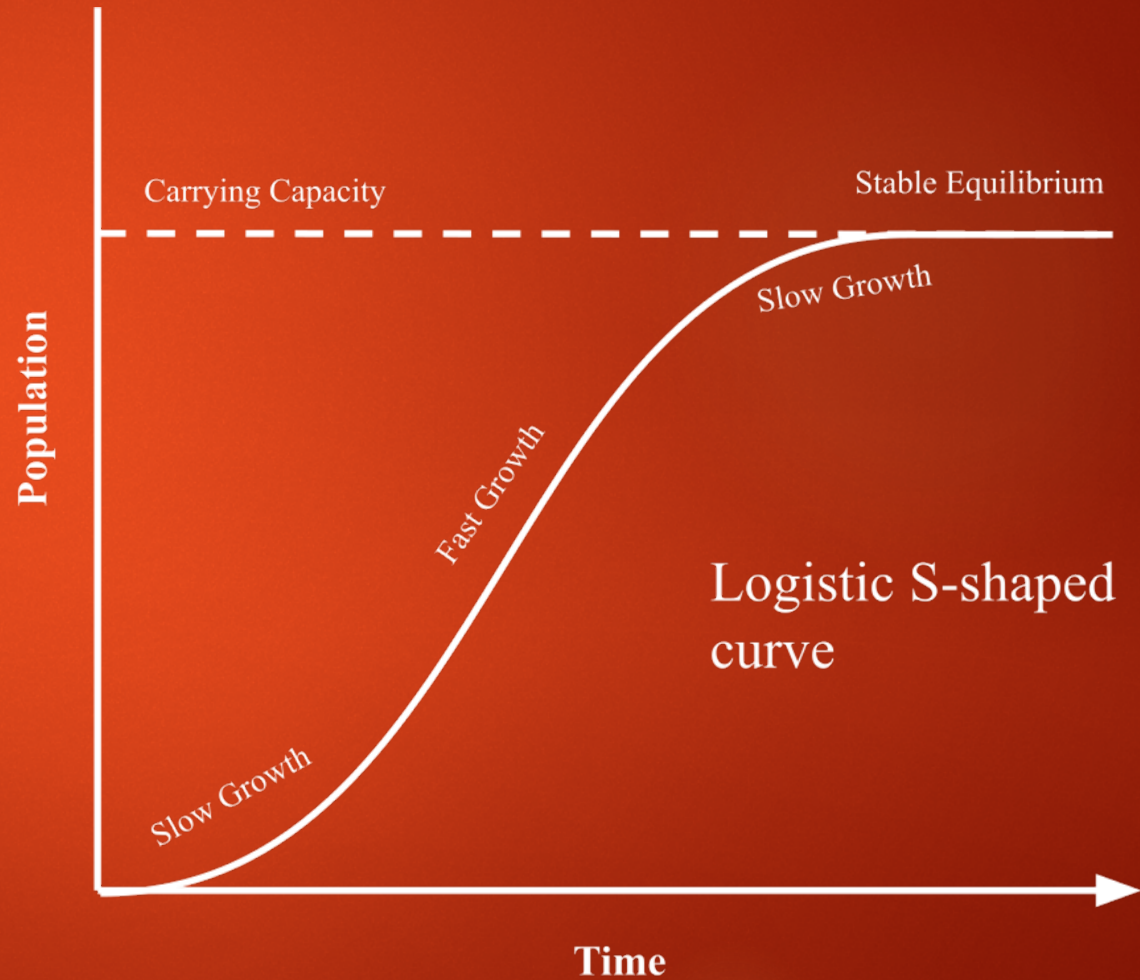 Carrying Capacity
Stable Equilibrium
Slow Growth
Population
Fast Growth
Logistic S-shaped
curve
Slow Growth
Time